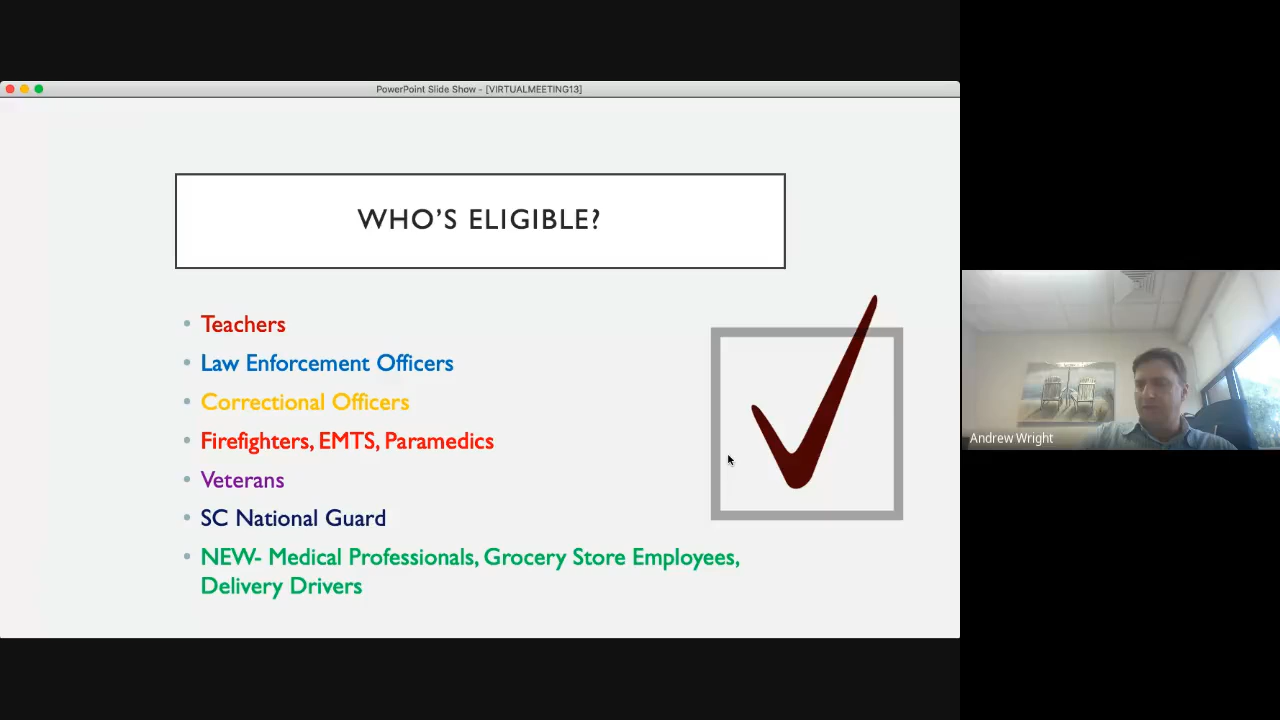 PowerPoint Slide Show - [VIRTUALMEETING13]
WHO'S ELIGIBLE?
• Teachers
• Law Enforcement Officers
• Correctional Officers
• Firefighters, EMTS, Paramedics
• Veterans
• SC National Guard
• NEW- Medical Professionals, Grocery Store Employees,
Delivery Drivers
Andrew Wright